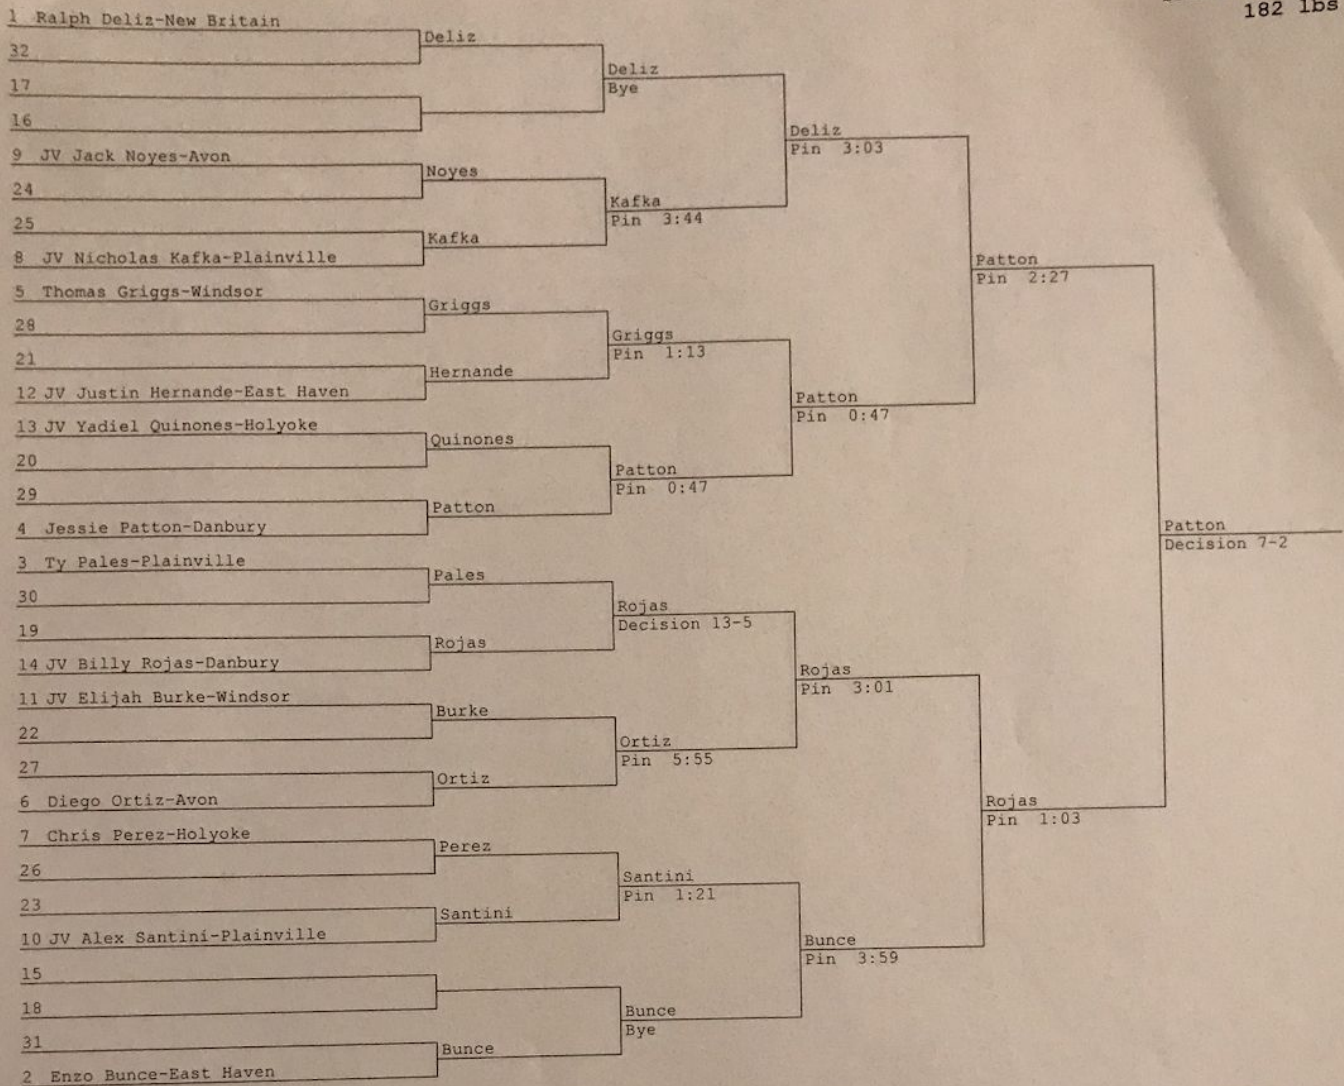 182 lbs
1 Ralph Deliz-New Britain
Deliz
32
Deliz
Bye
17
16
Deliz
Pin 3:03
9 JV Jack Noyes-Avon
Noyes
24
Kafka
Pin 3:44
25
Kafka
8 JV Nicholas Kafka-Plainville
Patton
Pin 2:27
5 Thomas Griggs-Windsor
Griggs
28
Griggs
Pin 1:13
21
Hernande
12 JV Justin Hernande-East Haven
Patton
Pin 0:47
13 JV Yadiel Quinones-Holyoke
Quinones
20
Patton
Pin 0:47
29
Patton
4 Jessie Patton-Danbury
Patton
Decision 7-2
3 Ty Pales-Plainville
Pales
30
Rojas
Decision 13-5
19
Rojas
14 JV Billy Rojas-Danbury
Rojas
Pin 3:01
11 JV Elijah Burke-Windsor
Burke
22
Ortiz
Pin 5:55
27
Ortiz
6 Diego Ortiz-Avon
Rojas
Pin 1:03
7 Chris Perez-Holyoke
Perez
26
Santini
Pin 1:21
23
Santini
10 JV Alex Santini-Plainville
Bunce
Pin 3:59
15
18
Bunce
Bye
31
Bunce
2 Enzo Bunce-East Haven